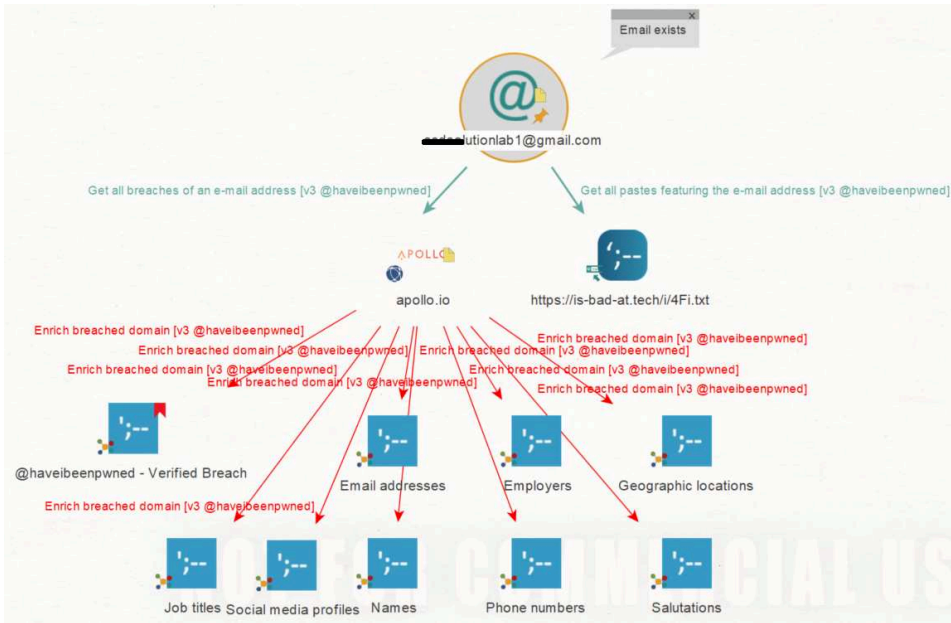 Email exists
lutionlab1@gmail.com
Get all breaches of an e-mail address [v3 @haveibeenpwned]
Get all pastes featuring the e-mail address [v3 @haveibeenpwned]
APOLLO
';--
apollo.io
https://is-bad-at.tech/i/4Fi.txt
Enrich breached domain [v3 @haveibeenpwned]
Enrich breached domain [v3 @haveibeenpwned]
Enrich breached domain [v3 @haveibeenpwned]
Enrich breached domain [v3 @haveibeenpwned]
Enrich breached domain [v3 @haveibeenpwned]
Enrich breached domain [v3 @haveibeenpwned]
Enrich breached domain [v3 @haveibeenpwned]
Enrich breached domain [v3 @haveibeenpwned]
';--
';--
';--
';--
@haveibeenpwned - Verified Breach
Email addresses
Employers
Geographic locations
Enrich breached domain [v3 @haveibeenpwned]
';--
';--
';--
';--
';--
Job titles
Social media profiles
Names
Phone numbers
Salutations
NOT FOR COMMERCIAL US